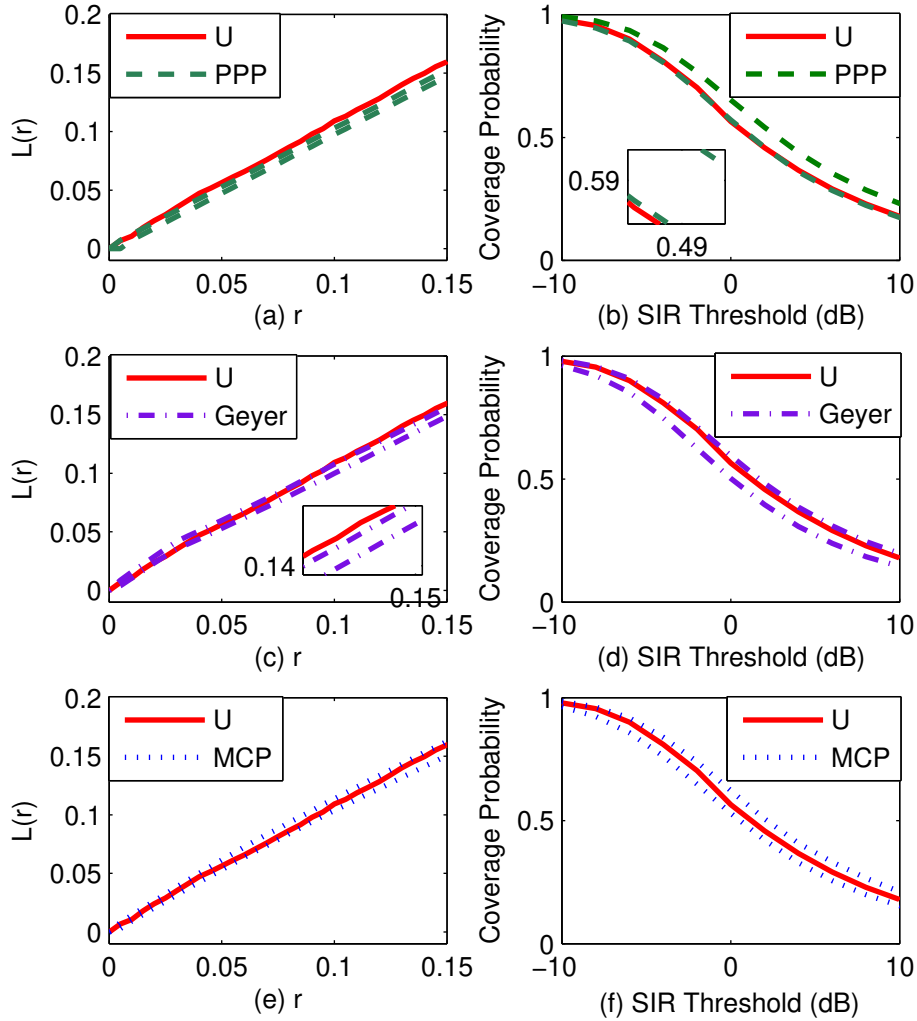 0.2
0.15
0.1
0.05
0
L(r)
U
PPP
0
0.05
0.1
0.15
(a) r
1
0.5
0
Coverage Probability
U
PPP
0.59
0.49
−10
0
10
(b) SIR Threshold (dB)
0.2
0.15
0.1
0.05
0
L(r)
U
Geyer
0.14
0.15
0
0.05
0.1
0.15
(c) r
1
0.5
0
Coverage Probability
U
Geyer
−10
0
10
(d) SIR Threshold (dB)
0.2
0.15
0.1
0.05
0
L(r)
U
MCP
0
0.05
0.1
0.15
(e) r
1
0.5
0
Coverage Probability
U
MCP
−10
0
10
(f) SIR Threshold (dB)